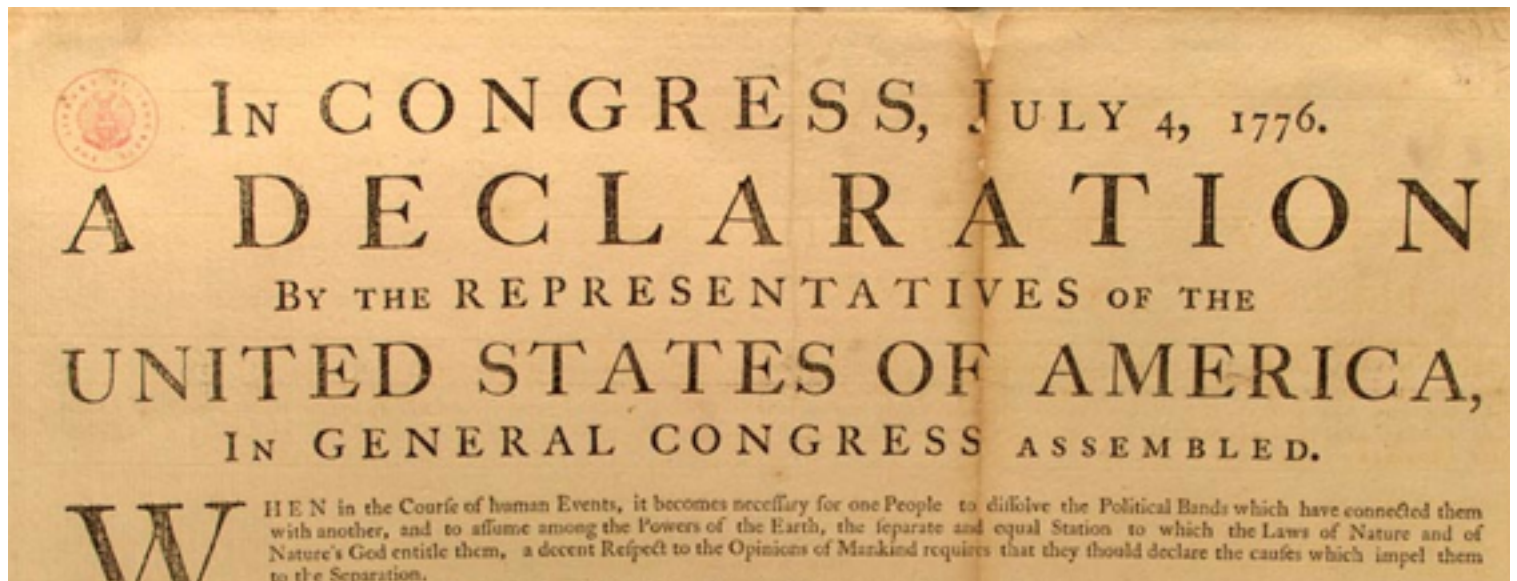 In CONGRESS, July 4, 1776.
A DECLARATION
By the REPRESENTATIVES of the
UNITED STATES OF AMERICA,
In GENERAL CONGRESS assembled.
WHEN in the Courſe of human Events, it becomes neceſſary for one People to diſſolve the Political Bands which have connected them
with another, and to aſſume among the Powers of the Earth, the ſeparate and equal Station to which the Laws of Nature and of
Nature's God entitle them, a decent Reſpect to the Opinions of Mankind requires that they ſhould declare the cauſes which impel them
to the Separation.